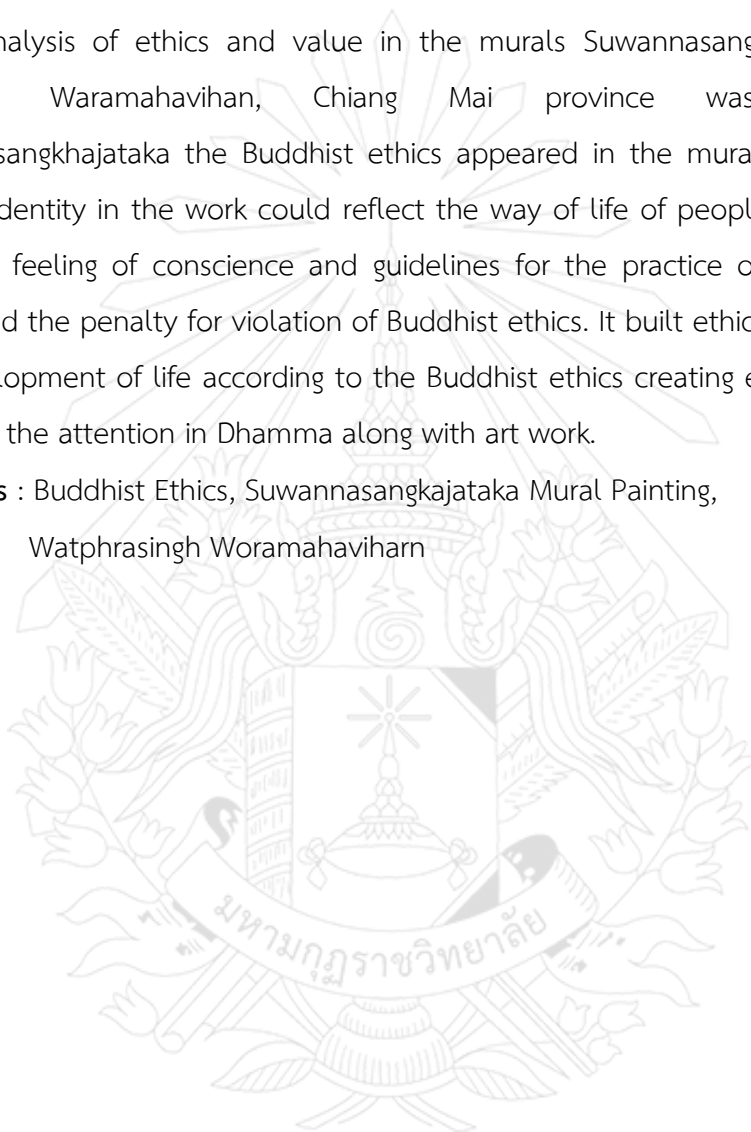 nalysis of ethics and value in the murals Suwannasang
Waramahavihan, Chiang Mai province was
sangkhajataka the Buddhist ethics appeared in the mura
dentity in the work could reflect the way of life of peopl
feeling of conscience and guidelines for the practice o
d the penalty for violation of Buddhist ethics. It built ethic
lopment of life according to the Buddhist ethics creating e
the attention in Dhamma along with art work.
s : Buddhist Ethics, Suwannasangkajataka Mural Painting,
Watphrasingh Woramahaviharn
มหามกุฏราชวิทยาลัย